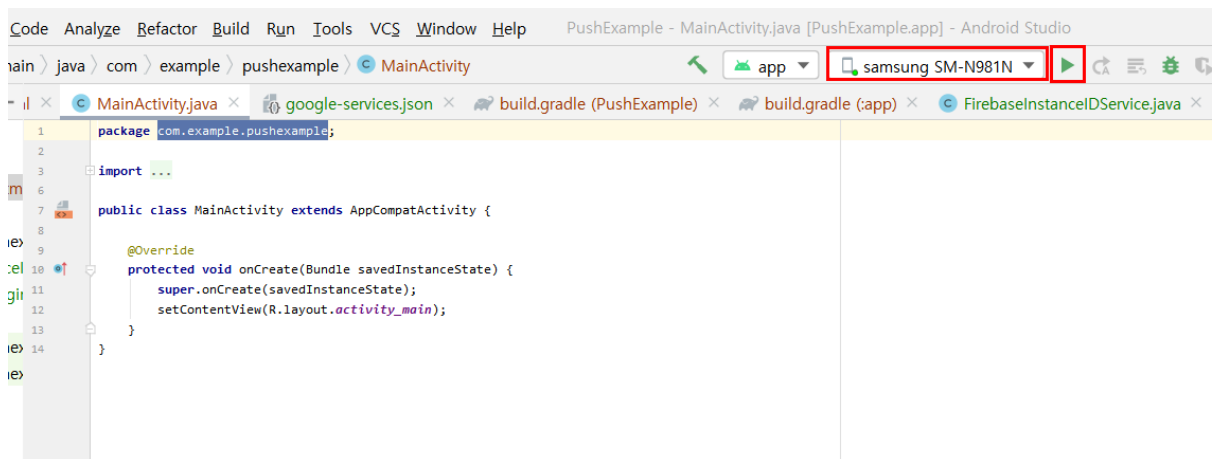 Code Analyze Refactor Build Run Tools VCS Window Help PushExample - MainActivity.java [PushExample.app] - Android Studio
java com example pushexample MainActivity app samsung SM-N981N
MainActivity.java google-services.json build.gradle (PushExample) build.gradle (:app) FirebaseInstanceIDService.java
1 package com.example.pushexample;
2
3 import ...
6
7 public class MainActivity extends AppCompatActivity {
8
9 @Override
10 protected void onCreate(Bundle savedInstanceState) {
11 super.onCreate(savedInstanceState);
12 setContentView(R.layout.activity_main);
13 }
14 }